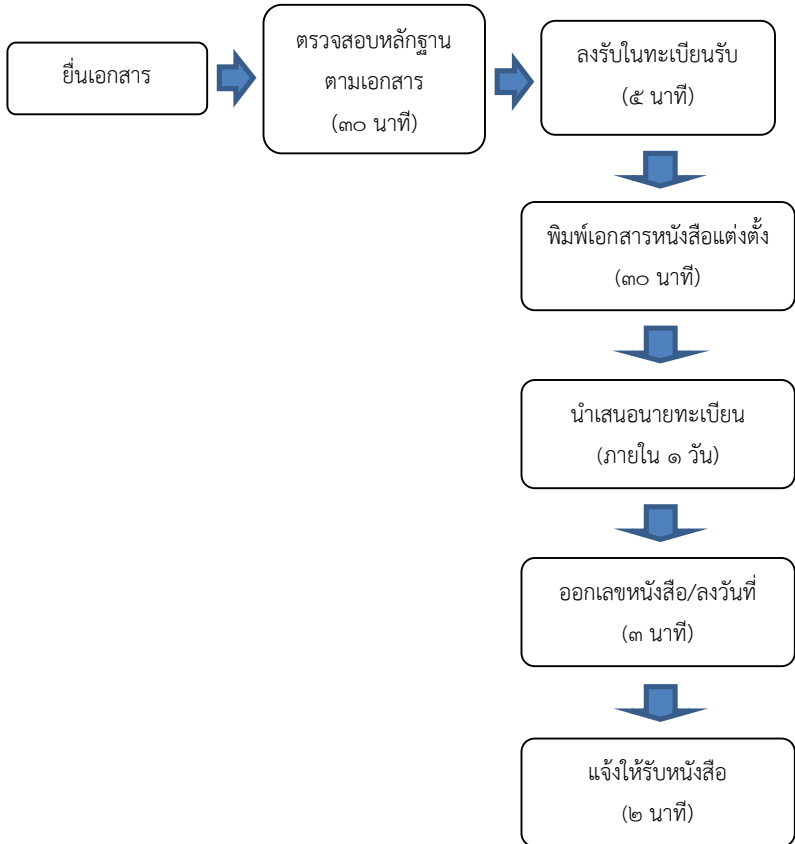 ยื่นเอกสาร
ตรวจสอบหลักฐาน
ตามเอกสาร
(๓๐ นาที)
ลงรับในทะเบียนรับ
(๕ นาที)
พิมพ์เอกสารหนังสือแต่งตั้ง
(๓๐ นาที)
นำเสนอนายทะเบียน
(ภายใน ๑ วัน)
ออกเลขหนังสือ/ลงวันที่
(๓ นาที)
แจ้งให้รับหนังสือ
(๒ นาที)